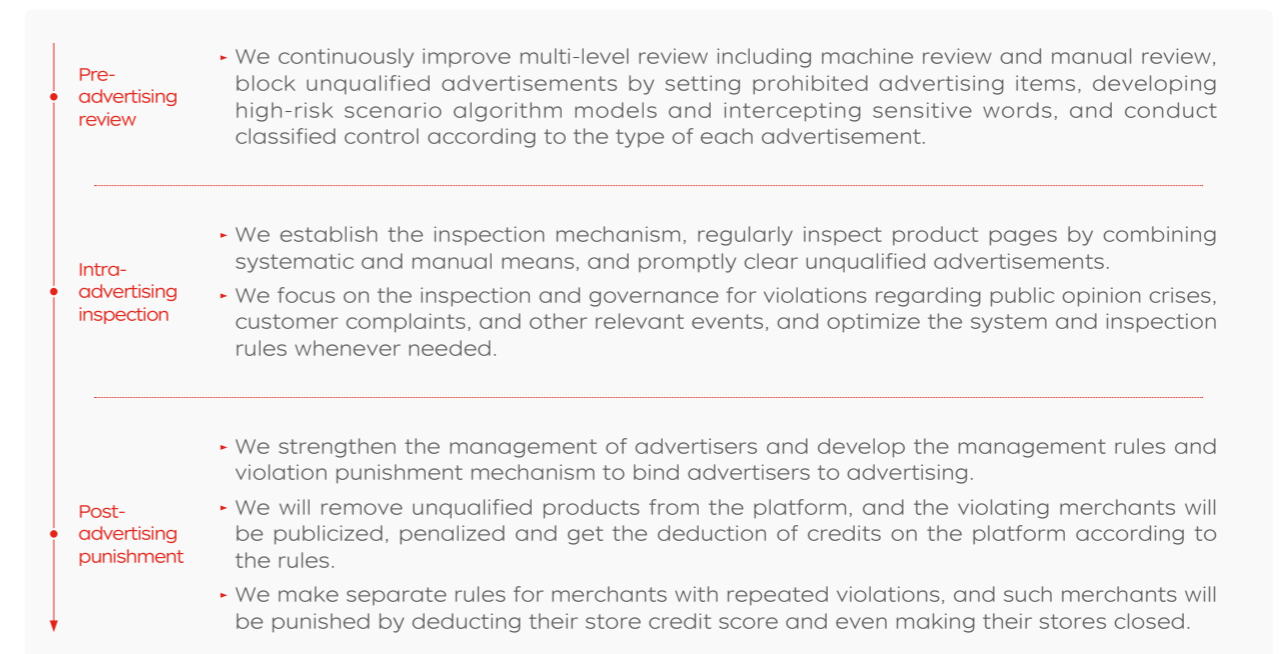 Pre-
advertising
review
▸ We continuously improve multi-level review including machine review and manual review,
block unqualified advertisements by setting prohibited advertising items, developing
high-risk scenario algorithm models and intercepting sensitive words, and conduct
classified control according to the type of each advertisement.
Intra-
advertising
inspection
▸ We establish the inspection mechanism, regularly inspect product pages by combining
systematic and manual means, and promptly clear unqualified advertisements.
▸ We focus on the inspection and governance for violations regarding public opinion crises,
customer complaints, and other relevant events, and optimize the system and inspection
rules whenever needed.
Post-
advertising
punishment
▸ We strengthen the management of advertisers and develop the management rules and
violation punishment mechanism to bind advertisers to advertising.
▸ We will remove unqualified products from the platform, and the violating merchants will
be publicized, penalized and get the deduction of credits on the platform according to
the rules.
▸ We make separate rules for merchants with repeated violations, and such merchants will
be punished by deducting their store credit score and even making their stores closed.